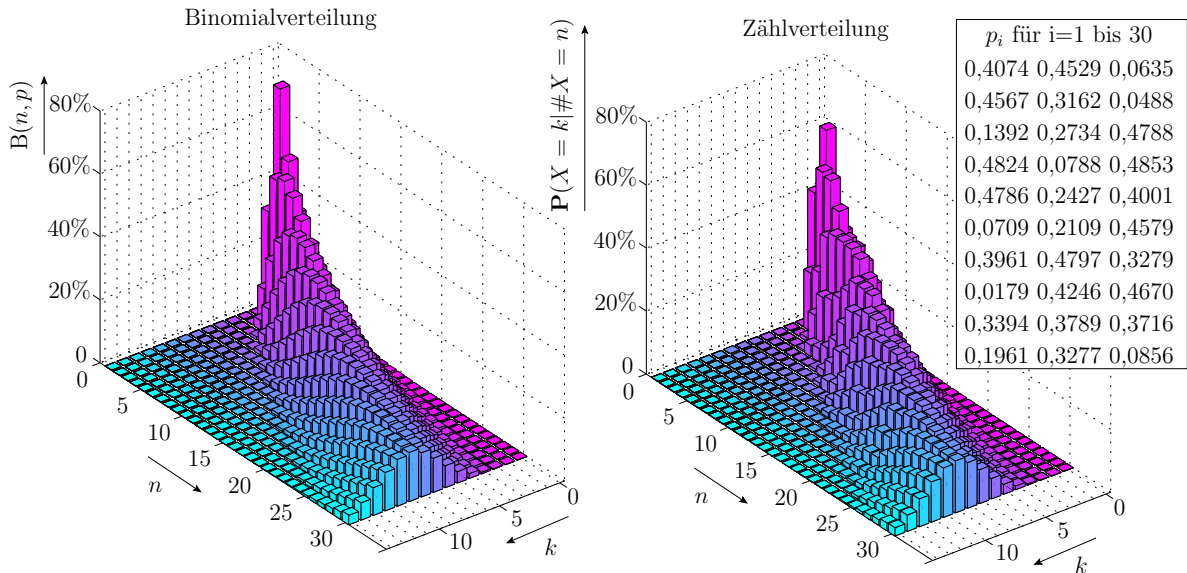 Binomialverteilung
B(n, p)
80%
60%
40%
20%
0
0
5
10
15
20
25
30
n
10
5
0
k
Zählverteilung
P(X = k|#X = n)
80%
60%
40%
20%
0
0
5
10
15
20
25
30
n
10
5
0
k
p_i für i=1 bis 30
0,4074 0,4529 0,0635
0,4567 0,3162 0,0488
0,1392 0,2734 0,4788
0,4824 0,0788 0,4853
0,4786 0,2427 0,4001
0,0709 0,2109 0,4579
0,3961 0,4797 0,3279
0,0179 0,4246 0,4670
0,3394 0,3789 0,3716
0,1961 0,3277 0,0856